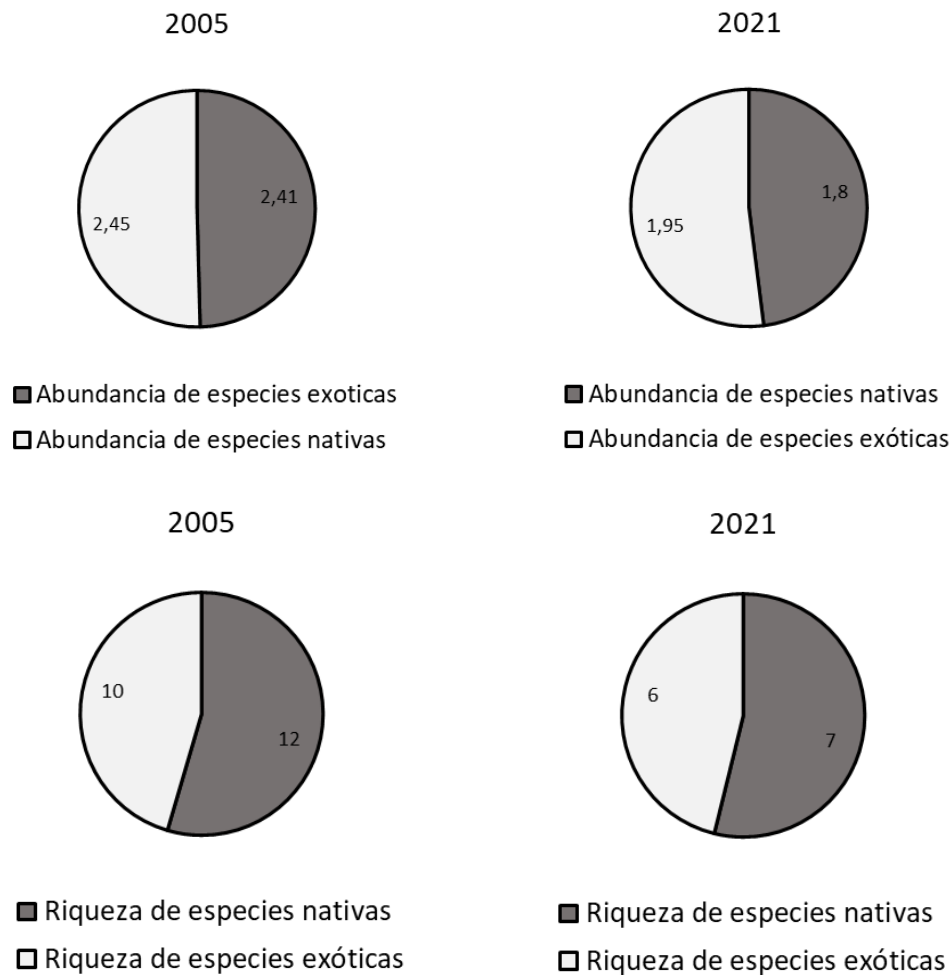 2005
2,45
2,41
Abundancia de especies exoticas
Abundancia de especies nativas
2021
1,95
1,8
Abundancia de especies nativas
Abundancia de especies exóticas
2005
10
12
Riqueza de especies nativas
Riqueza de especies exóticas
2021
6
7
Riqueza de especies nativas
Riqueza de especies exóticas